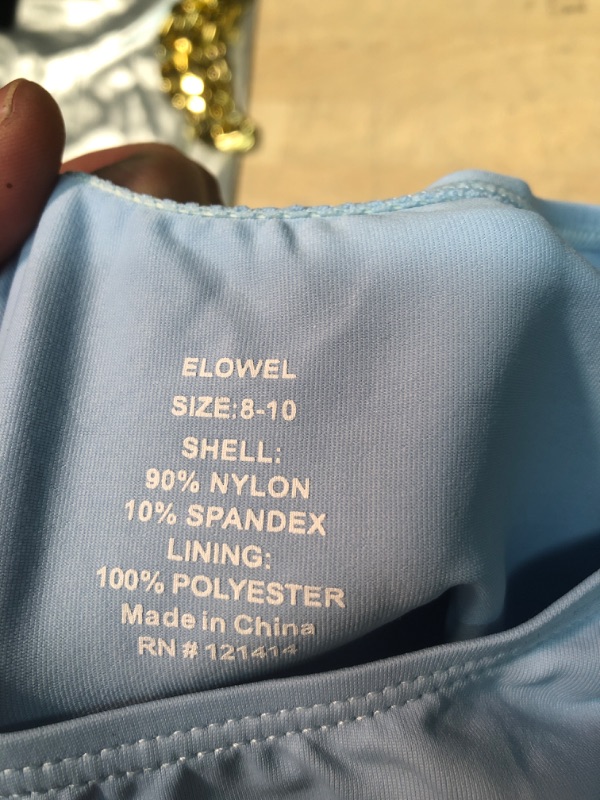 ELOWEL
SIZE:8-10
SHELL:
90% NYLON
10% SPANDEX
LINING:
100% POLYESTER
Made in China
RN # 121414